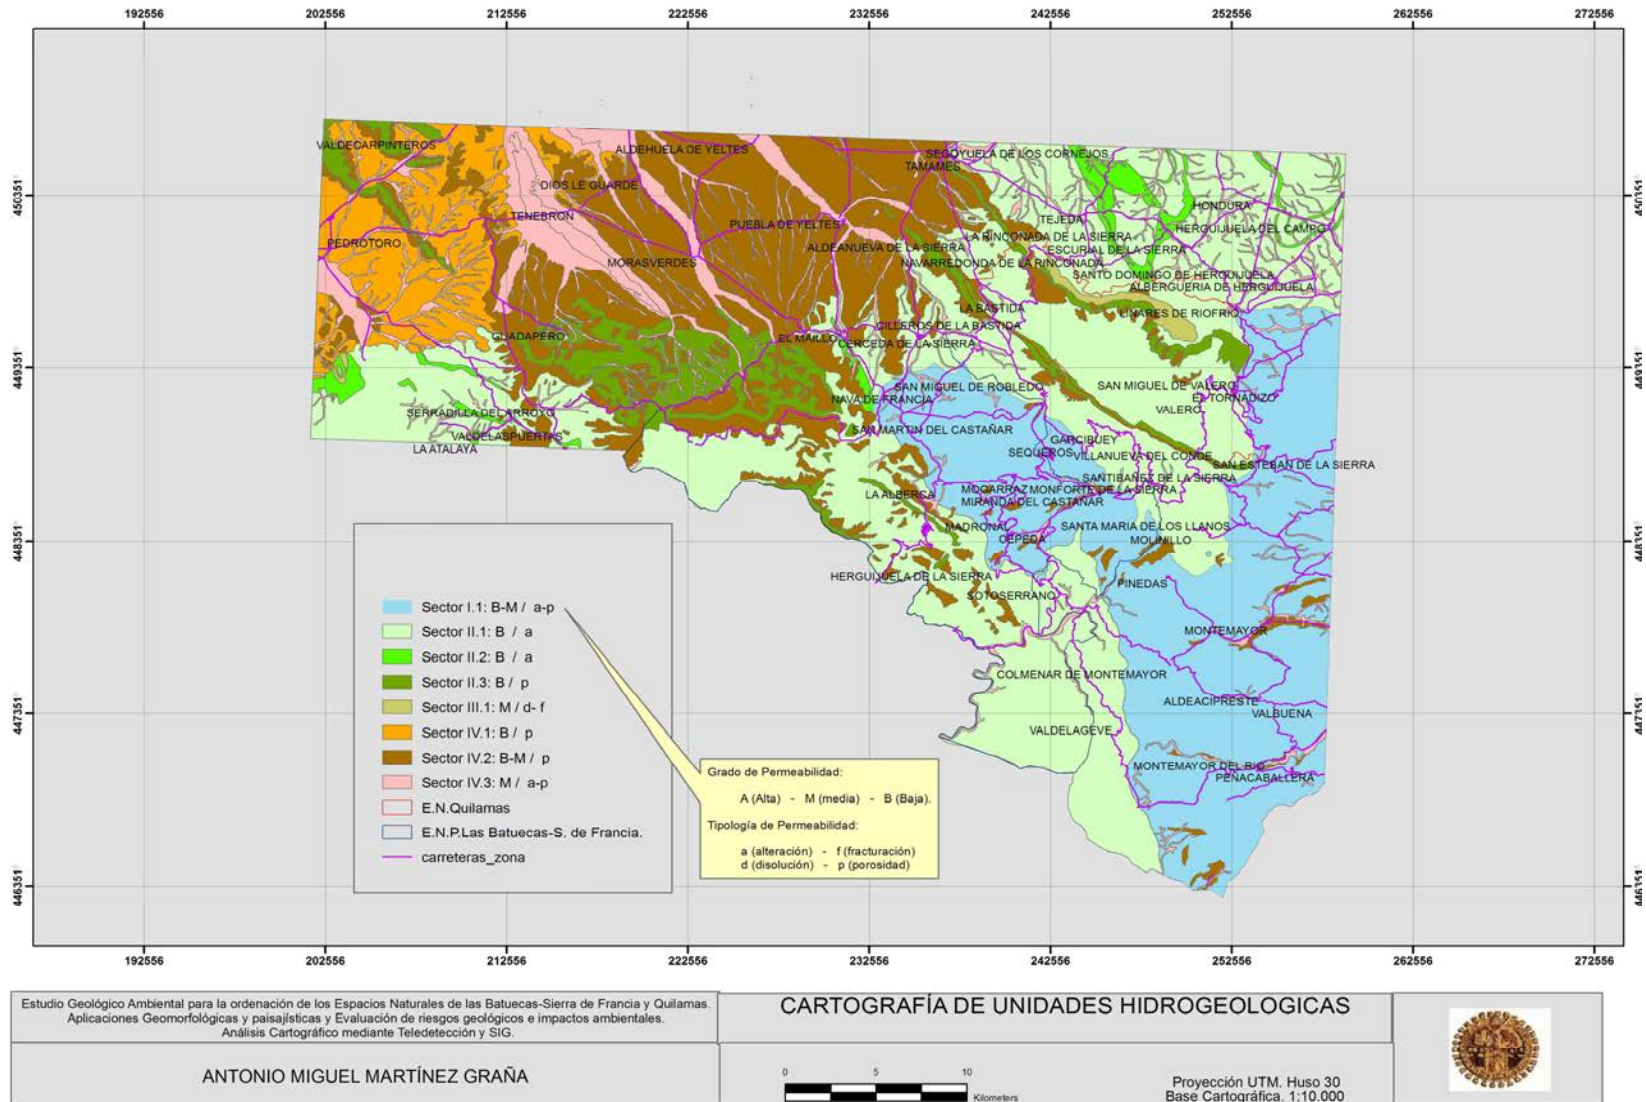 192556 202556 212556 222556 232556 242556 252556 262556 272556
VALDECARPINTEROS
ALDEHUELA DE YELTES
SEGOYUELA DE LOS CORNEJOS
TAMAMES
DIOS LE GUARDE
TENEBRON
PUEBLA DE YELTES
TEJEDA
HONDURA
PEDROTORO
MORASVERDES
ALDEANUEVA DE LA SIERRA
LA RINCONADA DE LA SIERRA
HERGUIJUELA DEL CAMPO
ESCURIAL DE LA SIERRA
NAVARREDONDA DE LA RINCONADA
SANTO DOMINGO DE HERGUIJUELA
ALBERGUERIA DE HERGUIJUELA
LA BASTIDA
LINARES DE RIOFRIO
GUADAPERO
EL MAILLO
CILLEROS DE LA BASTIDA
CERCEDA DE LA SIERRA
SAN MIGUEL DE ROBLEDO
SAN MIGUEL DE VALERO
NAVA DE FRANCIA
EL TORNADIZO
VALERO
SERRADILLA DEL ARROYO
VALDELASPUERTAS
LA ATALAYA
SAN MARTIN DEL CASTAÑAR
GARCIBUEY
SEQUEROS
VILLANUEVA DEL CONDE
SAN ESTEBAN DE LA SIERRA
SANTIBAÑEZ DE LA SIERRA
LA ALBERCA
MOGARRAZ
MONFORTE DE LA SIERRA
MIRANDA DEL CASTAÑAR
MADROÑAL
SANTA MARIA DE LOS LLANOS
CEPEDA
MOLINILLO
HERGUIJUELA DE LA SIERRA
PINEDAS
SOTOSERRANO
MONTEMAYOR
COLMENAR DE MONTEMAYOR
ALDEACIPRESTE
VALBUENA
VALDELAGEVE
MONTEMAYOR DEL RIO
PEÑACABALLERA
Sector I.1: B-M / a-p
Sector II.1: B / a
Sector II.2: B / a
Sector II.3: B / p
Sector III.1: M / d- f
Sector IV.1: B / p
Sector IV.2: B-M / p
Sector IV.3: M / a-p
E.N.Quilamas
E.N.P.Las Batuecas-S. de Francia.
carreteras_zona
Grado de Permeabilidad:
A (Alta) - M (media) - B (Baja).
Tipología de Permeabilidad:
a (alteración) - f (fracturación)
d (disolución) - p (porosidad)
192556 202556 212556 222556 232556 242556 252556 262556 272556
Estudio Geológico Ambiental para la ordenación de los Espacios Naturales de las Batuecas-Sierra de Francia y Quilamas.
Aplicaciones Geomorfológicas y paisajísticas y Evaluación de riesgos geológicos e impactos ambientales.
Análisis Cartográfico mediante Teledetección y SIG.
ANTONIO MIGUEL MARTÍNEZ GRAÑA
CARTOGRAFÍA DE UNIDADES HIDROGEOLOGICAS
0 5 10
Kilometers
Proyección UTM. Huso 30
Base Cartográfica. 1:10.000